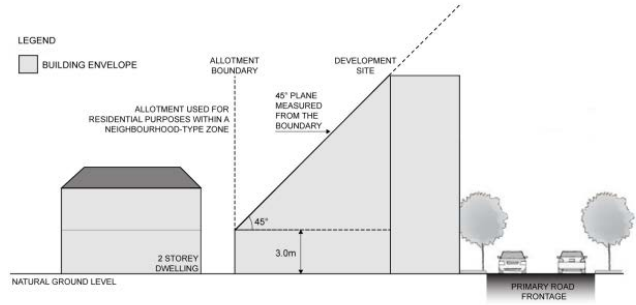 LEGEND
BUILDING ENVELOPE
ALLOTMENT
BOUNDARY
DEVELOPMENT
SITE
ALLOTMENT USED FOR
RESIDENTIAL PURPOSES WITHIN A
NEIGHBOURHOOD-TYPE ZONE
45° PLANE
MEASURED
FROM THE
BOUNDARY
45°
3.0m
2 STOREY
DWELLING
NATURAL GROUND LEVEL
PRIMARY ROAD
FRONTAGE